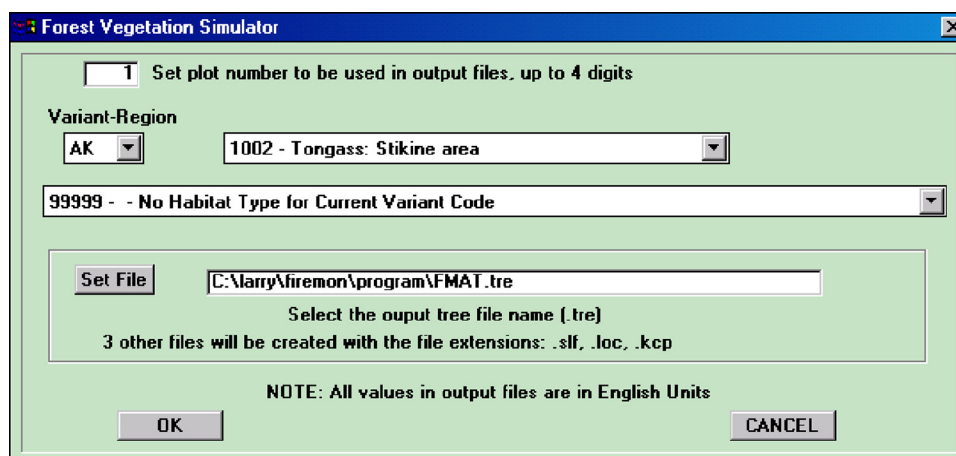 Forest Vegetation Simulator
1 Set plot number to be used in output files, up to 4 digits
Variant-Region
AK 1002 - Tongass: Stikine area
99999 - - No Habitat Type for Current Variant Code
Set File C:\larry\firemon\program\FMAT.tre
Select the ouput tree file name (.tre)
3 other files will be created with the file extensions: .slf, .loc, .kcp
NOTE: All values in output files are in English Units
OK CANCEL